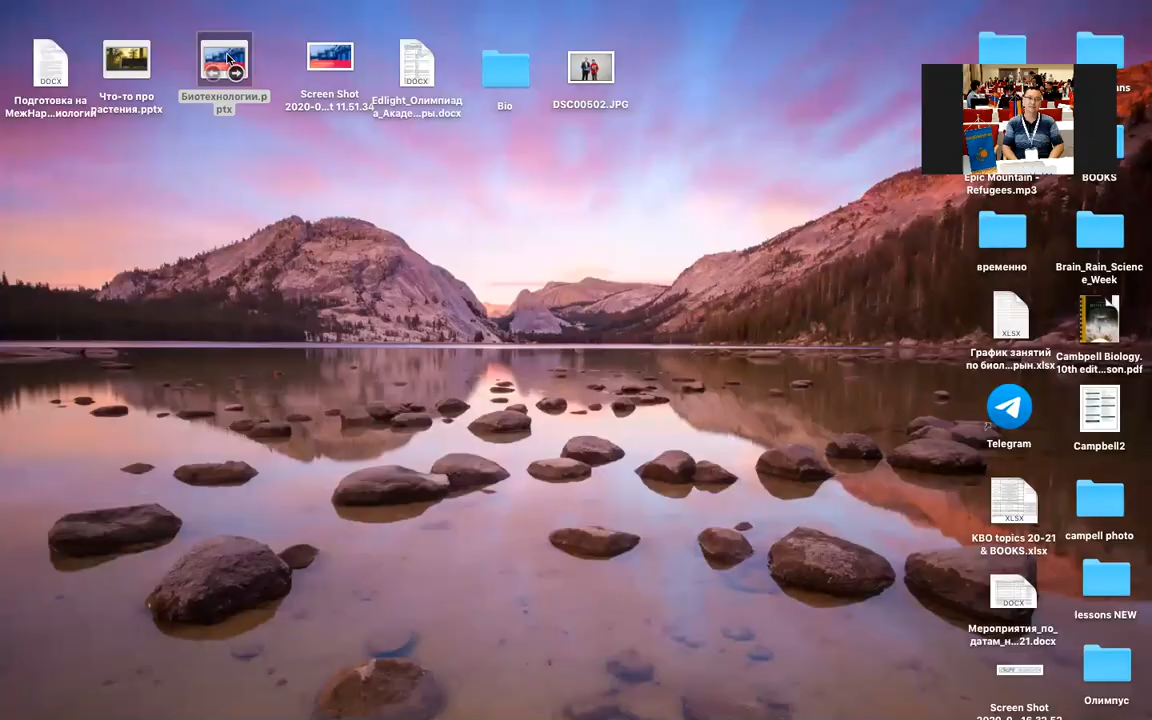 DOCX
Подготовка на
МежНар...иологии
Что-то про
растения.pptx
Биотехнологии.p
ptx
Screen Shot
2020-0...t 11.51.34
DOCX
Edlight_Олимпиад
а_Акаде...ры.docx
Bio
DSC00502.JPG
ans
Epic Mountain -
Refugees.mp3
BOOKS
временно
Brain_Rain_Scienc
e_Week
XLSX
График занятий
по биол...рын.xlsx
Cambpell Biology.
10th edit...son.pdf
Telegram
Campbell2
XLSX
KBO topics 20-21
& BOOKS.xlsx
campell photo
DOCX
Мероприятия_по_
датам_н...21.docx
lessons NEW
Screen Shot
Олимпус